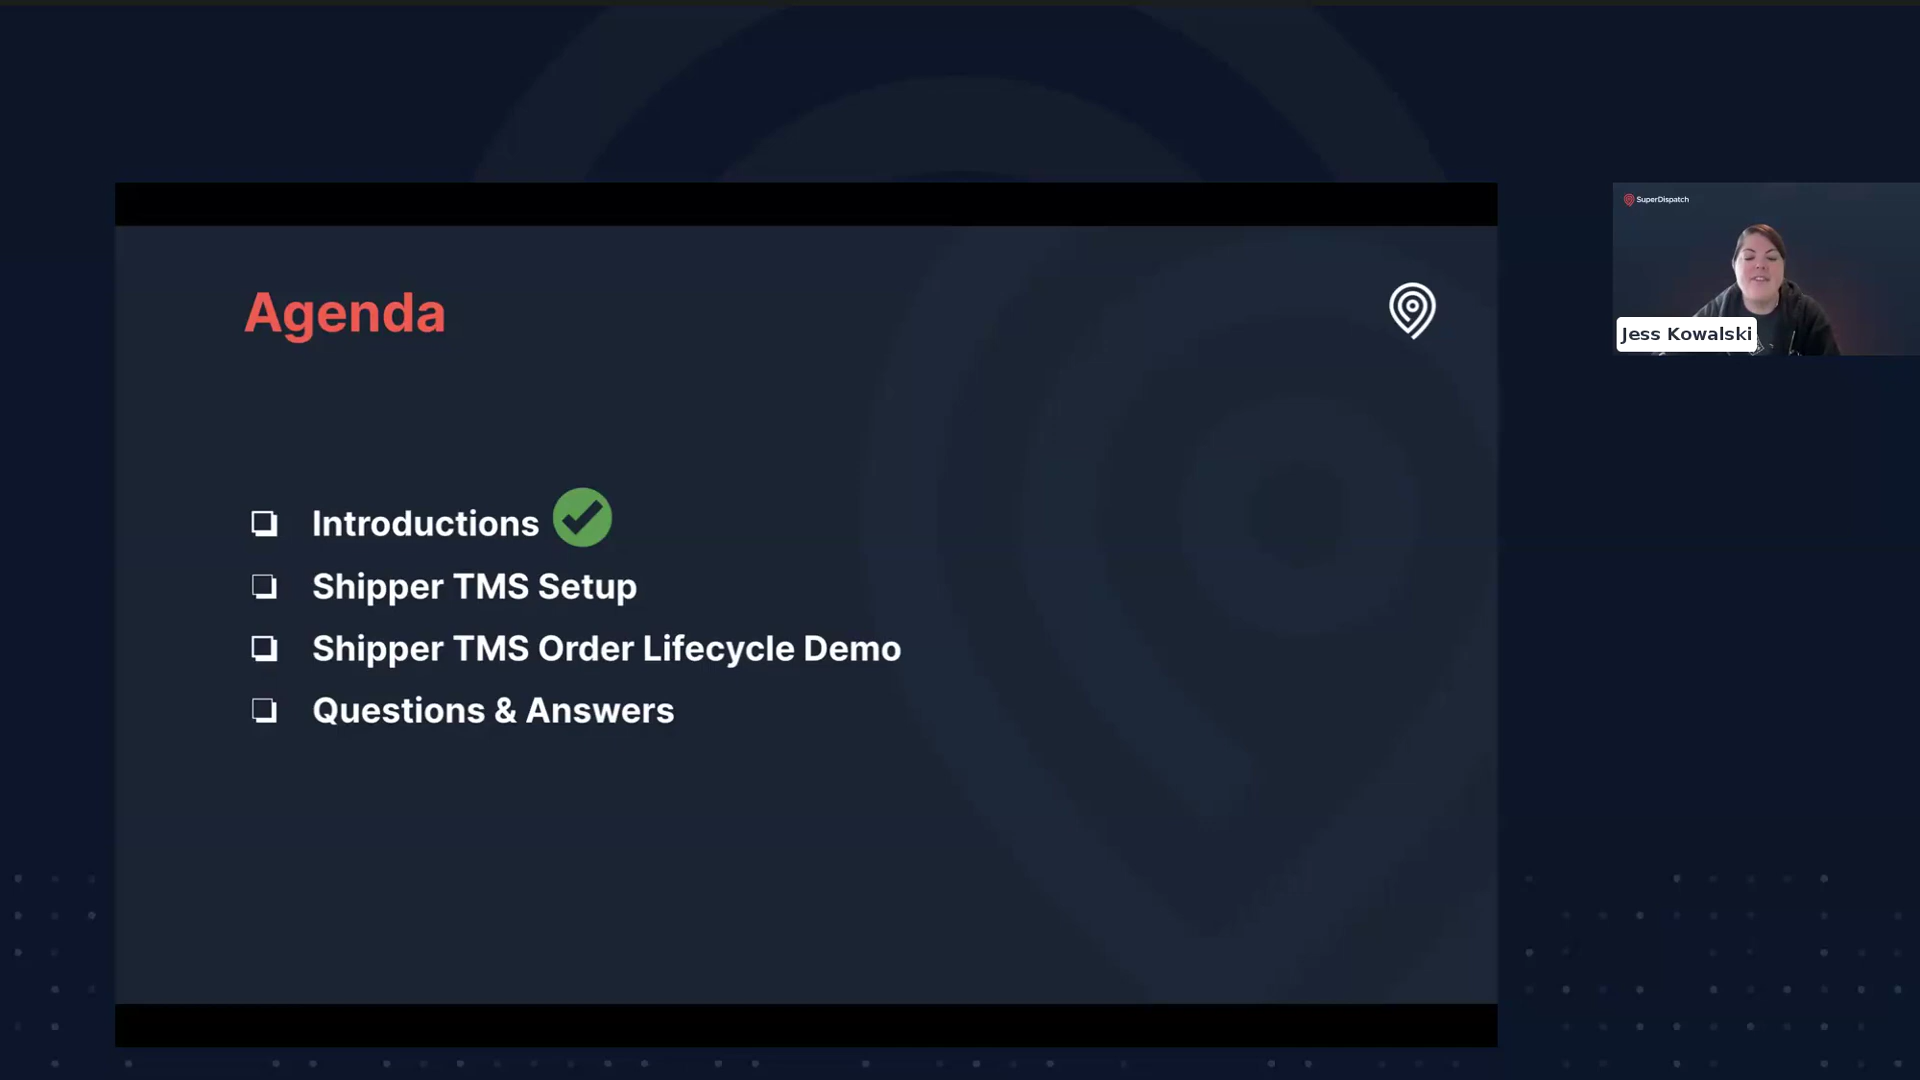 Agenda
Introductions
Shipper TMS Setup
Shipper TMS Order Lifecycle Demo
Questions & Answers
SuperDispatch
Jess Kowalski